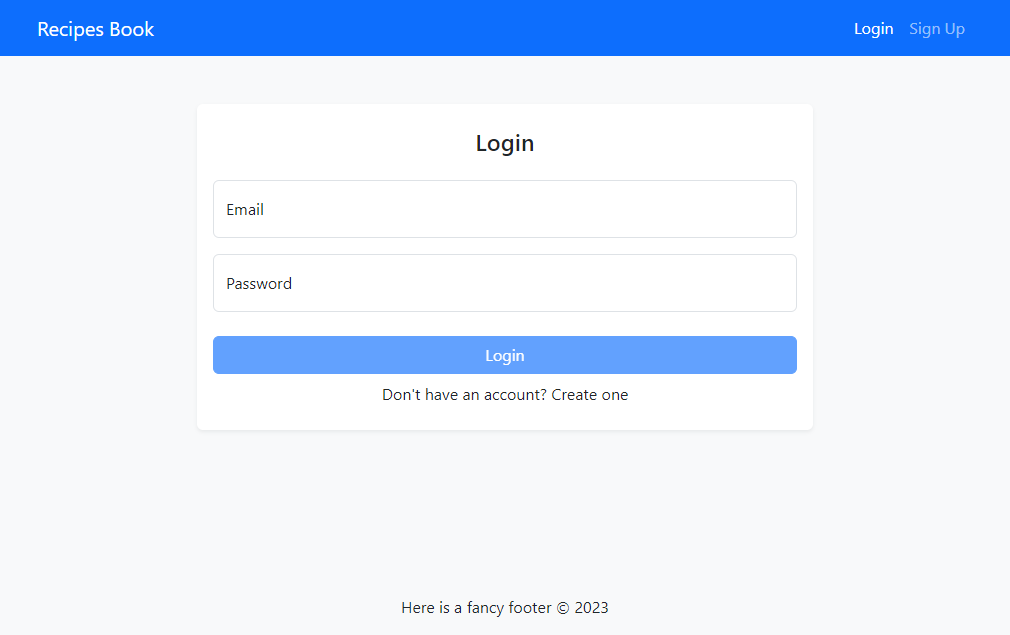 Recipes Book
Login Sign Up
Login
Email
Password
Login
Don't have an account? Create one
Here is a fancy footer © 2023